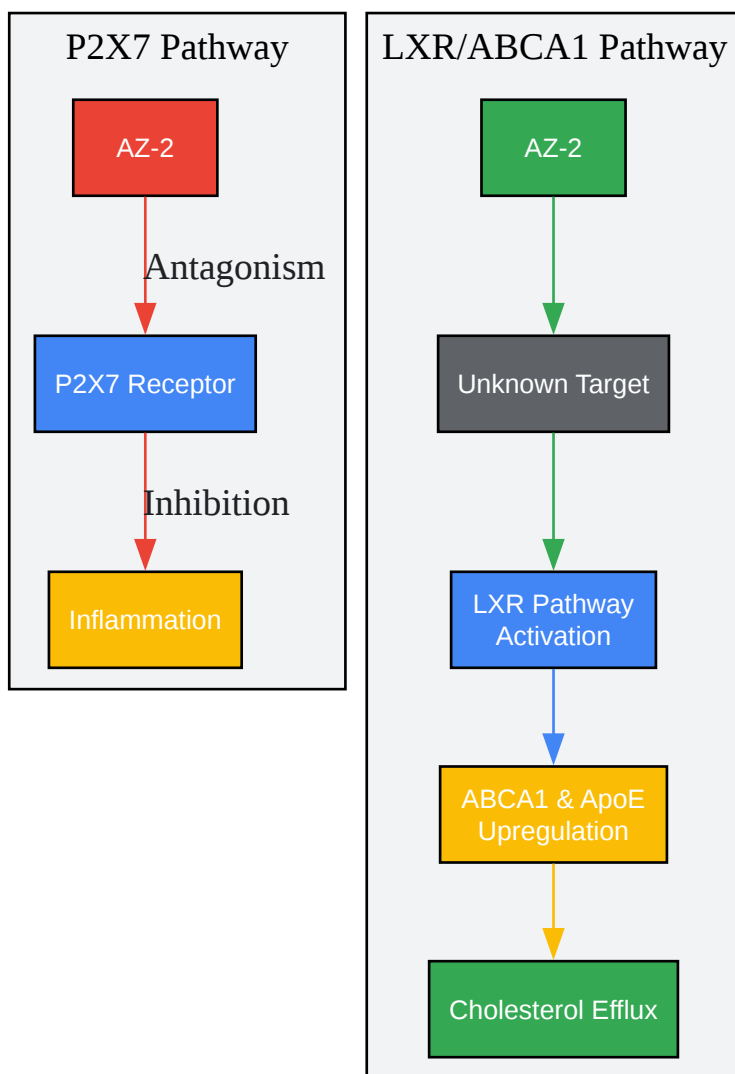 P2X7 Pathway
AZ-2
Antagonism
P2X7 Receptor
Inhibition
Inflammation
LXR/ABCA1 Pathway
AZ-2
Unknown Target
LXR Pathway
Activation
ABCA1 & ApoE
Upregulation
Cholesterol Efflux